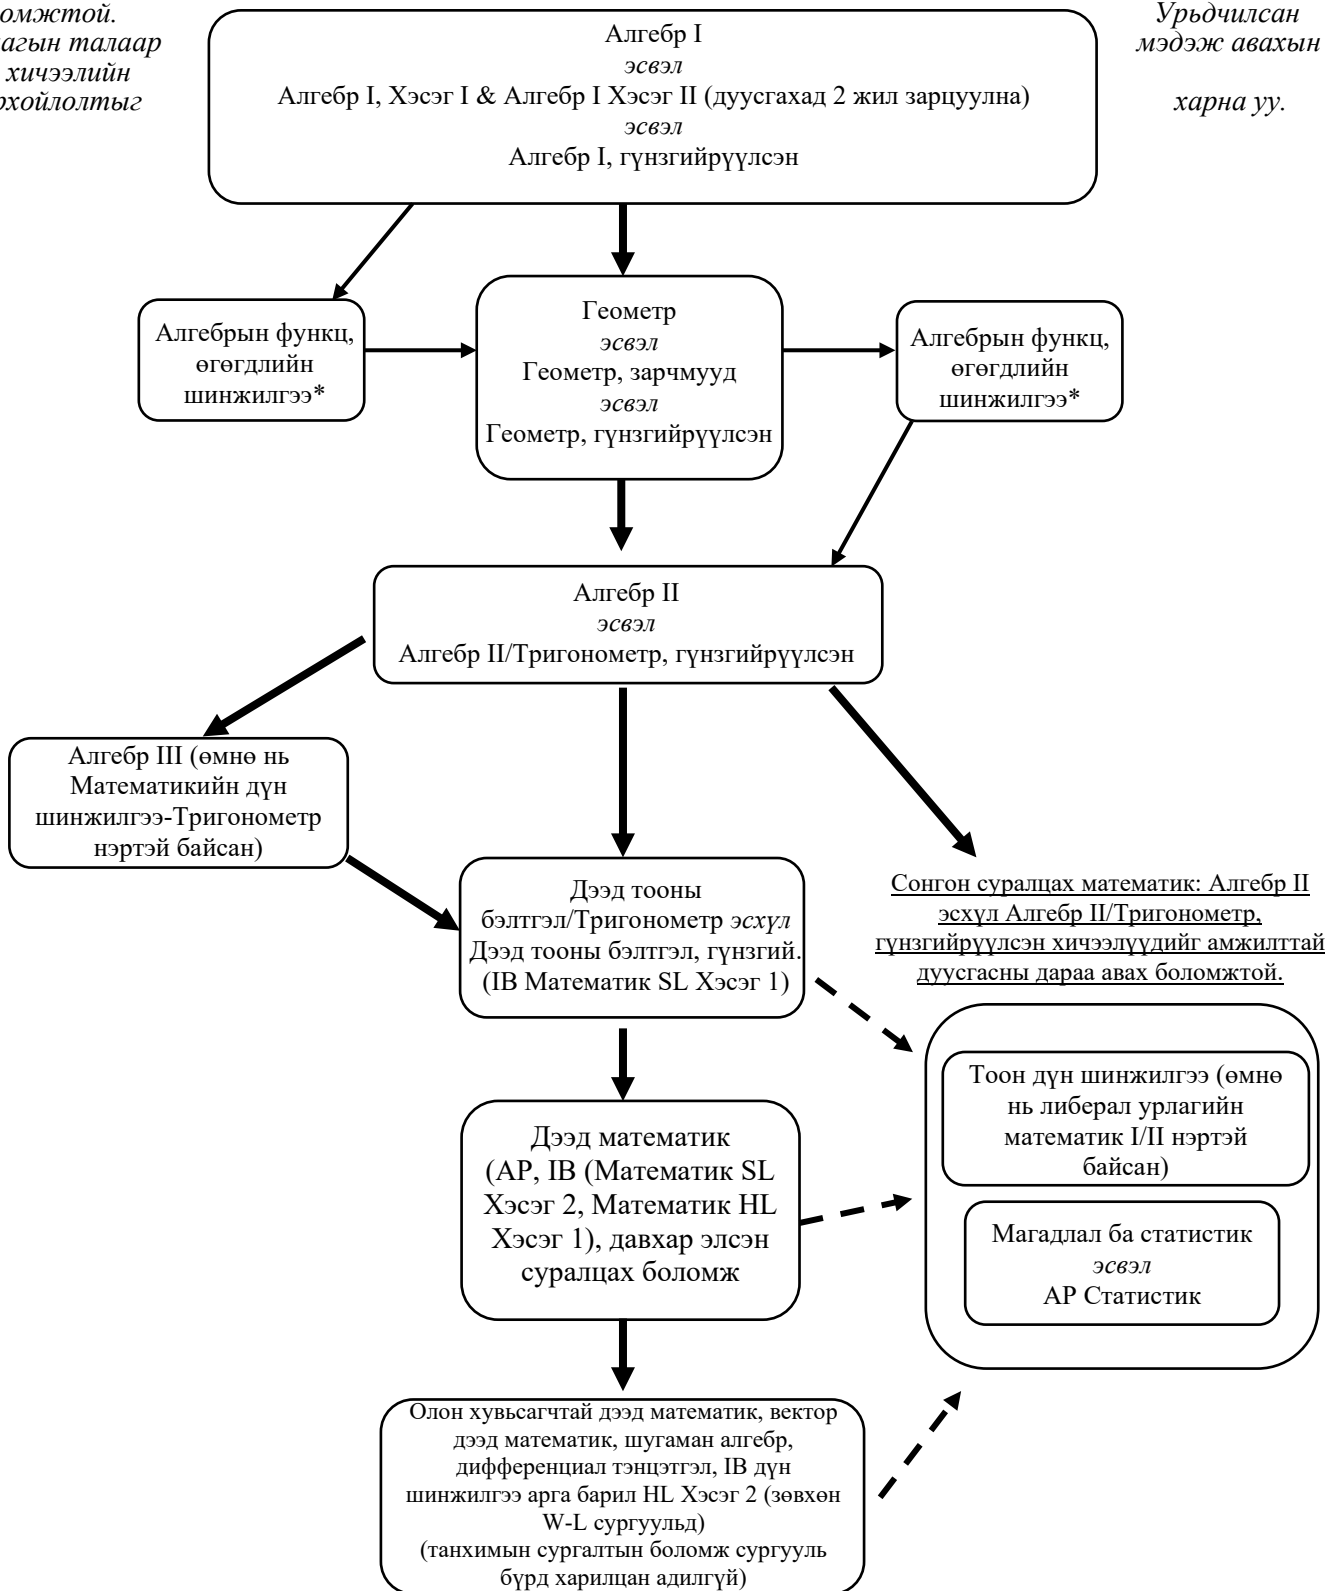 Урьдчилсан
мэдэж авахын
харна уу.
талаар
хичээлийн
Алгебр I
эсвэл
Алгебр I, Хэсэг I & Алгебр I Хэсэг II (дуусгахад 2 жил зарцуулна)
эсвэл
Алгебр I, гүнзгийрүүлсэн
Алгебрын функц,
өгөгдлийн
шинжилгээ*
Геометр
эсвэл
Геометр, зарчмууд
эсвэл
Геометр, гүнзгийрүүлсэн
Алгебрын функц,
өгөгдлийн
шинжилгээ*
Алгебр II
эсвэл
Алгебр II/Тригонометр, гүнзгийрүүлсэн
Алгебр III (өмнө нь
Математикийн дүн
шинжилгээ-Тригонометр
нэртэй байсан)
Дээд тооны
бэлтгэл/Тригонометр эсхүл
Дээд тооны бэлтгэл, гүнзгий.
(IB Математик SL Хэсэг 1)
Сонгон суралцах математик: Алгебр II
эсхүл Алгебр II/Тригонометр,
гүнзгийрүүлсэн хичээлүүдийг амжилттай
дуусгасны дараа авах боломжтой.
Тоон дүн шинжилгээ (өмнө
нь либерал урлагийн
математик I/II нэртэй
байсан)
Магадлал ба статистик
эсвэл
AP Статистик
Дээд математик
(AP, IB (Математик SL
Хэсэг 2, Математик HL
Хэсэг 1), давхар элсэн
суралцах боломж
Олон хувьсагчтай дээд математик, вектор
дээд математик, шугаман алгебр,
дифференциал тэнцэтгэл, IB дүн
шинжилгээ арга барил HL Хэсэг 2 (зөвхөн
W-L сургуульд)
(танхимын сургалтын боломж сургууль
бүрд харилцан адилгүй)